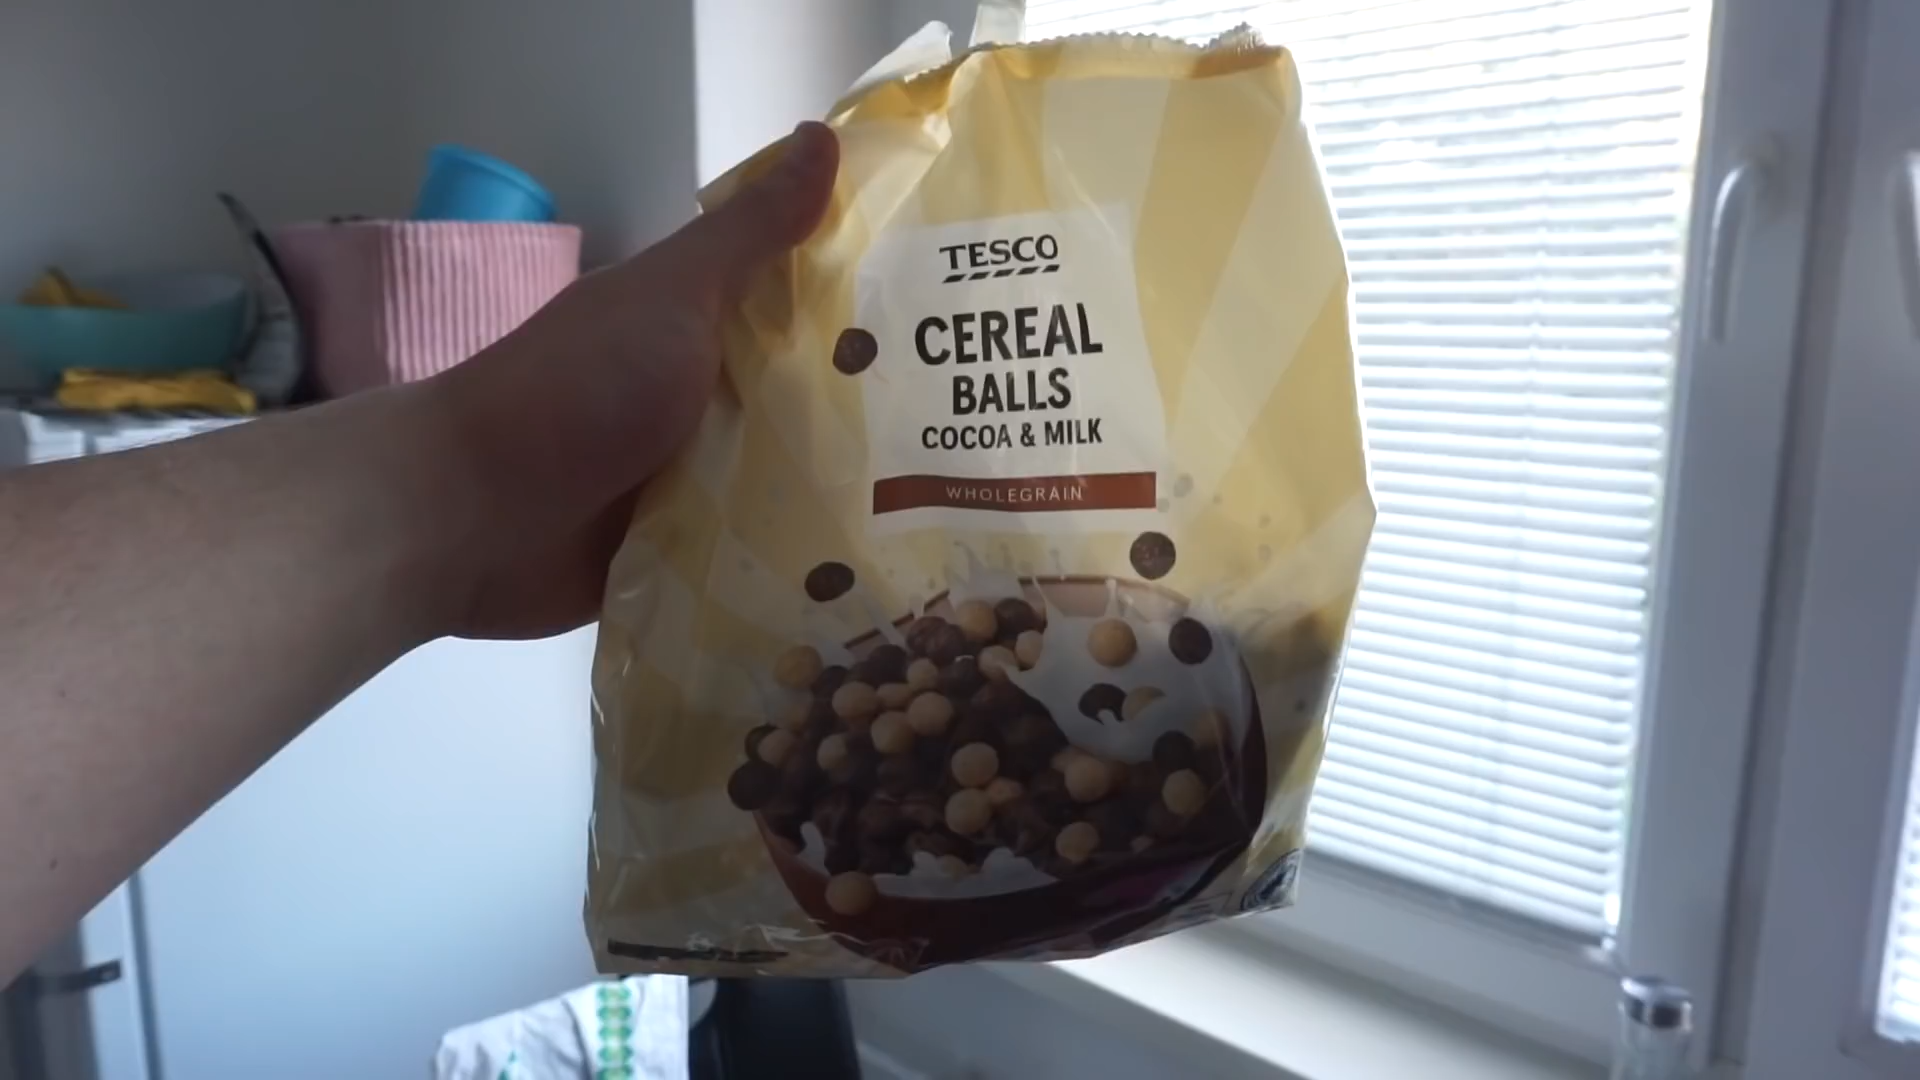 TESCO
CEREAL
BALLS
COCOA & MILK
WHOLEGRAIN